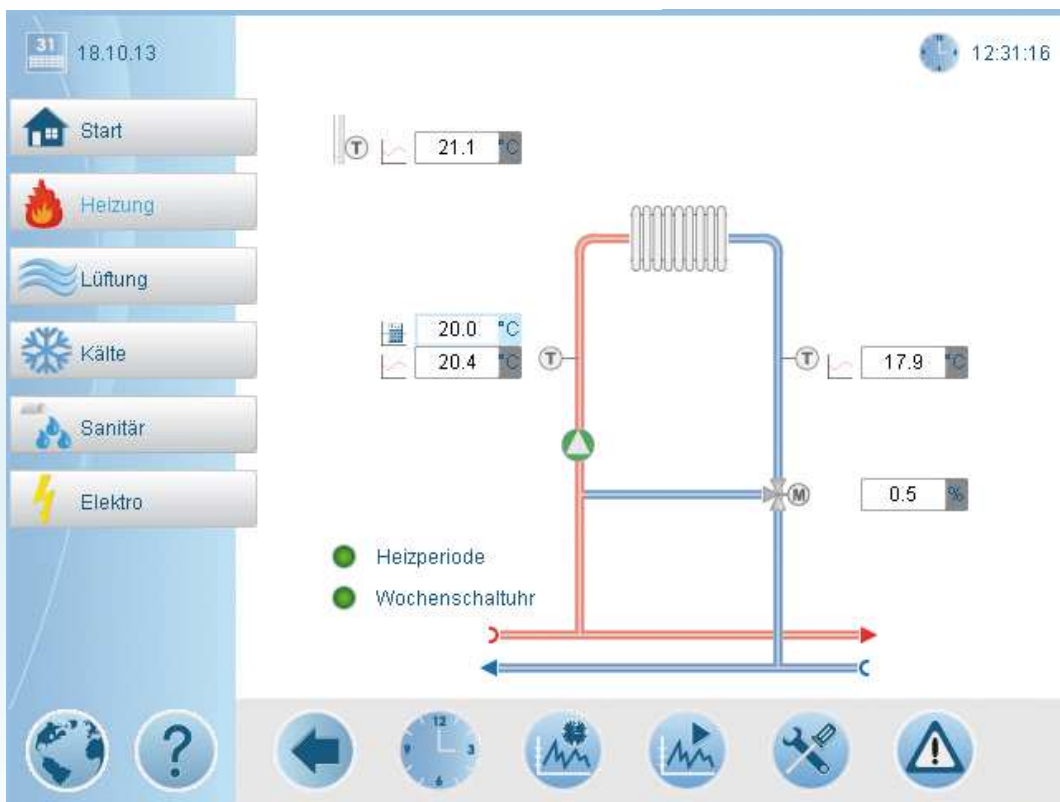 31
18.10.13
12:31:16
Start
T
21.1 °C
Heizung
Lüftung
20.0 °C
Kälte
20.4 °C
T
T
17.9 °C
Sanitär
Elektro
M
0.5 %
Heizperiode
Wochenschaltuhr
?
12
9
3
6